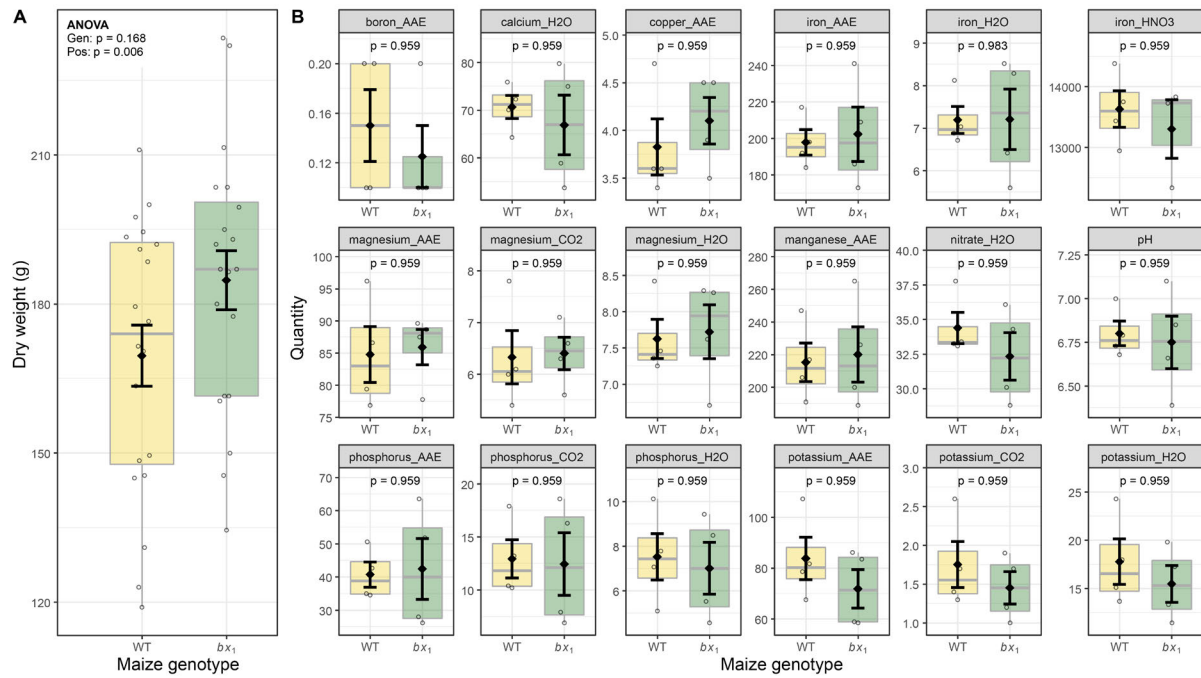 A
ANOVA
Gen: p = 0.168
Pos: p = 0.006
Dry weight (g)
210
180
150
120
WT
bx1
Maize genotype
B
Quantity
boron_AAE
p = 0.959
0.20
0.16
0.12
WT
bx1
calcium_H2O
p = 0.959
80
70
60
WT
bx1
copper_AAE
p = 0.959
5.0
4.5
4.0
3.5
WT
bx1
iron_AAE
p = 0.959
240
220
200
180
WT
bx1
iron_H2O
p = 0.983
9
8
7
6
WT
bx1
iron_HNO3
p = 0.959
14000
13000
WT
bx1
magnesium_AAE
p = 0.959
100
95
90
85
80
75
WT
bx1
magnesium_CO2
p = 0.959
8
7
6
WT
bx1
magnesium_H2O
p = 0.959
8.5
8.0
7.5
7.0
WT
bx1
manganese_AAE
p = 0.959
260
240
220
200
WT
bx1
nitrate_H2O
p = 0.959
40.0
37.5
35.0
32.5
30.0
WT
bx1
pH
p = 0.959
7.25
7.00
6.75
6.50
WT
bx1
phosphorus_AAE
p = 0.959
70
60
50
40
30
WT
bx1
phosphorus_CO2
p = 0.959
20
15
10
WT
bx1
phosphorus_H2O
p = 0.959
10
8
6
WT
bx1
potassium_AAE
p = 0.959
100
80
60
WT
bx1
potassium_CO2
p = 0.959
3.0
2.5
2.0
1.5
1.0
WT
bx1
potassium_H2O
p = 0.959
25
20
15
WT
bx1
Maize genotype